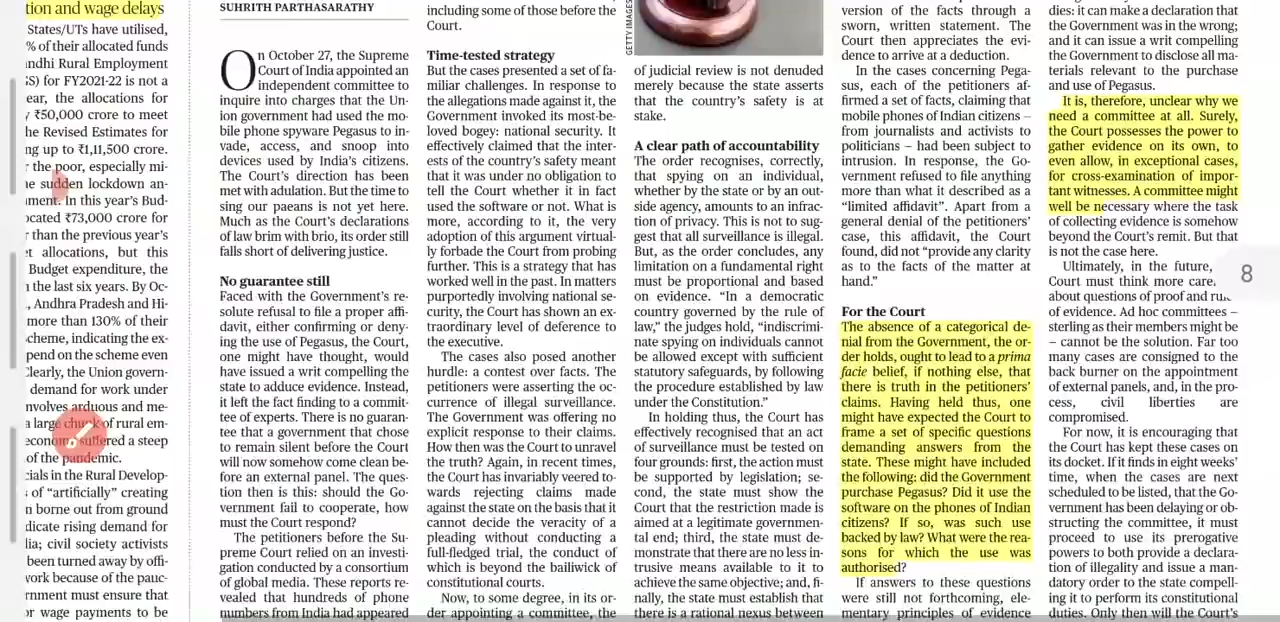 tion and wage delays
States/UTs have utilised,
% of their allocated funds
ndhi Rural Employment
S) for FY2021-22 is not a
ear, the allocations for
₹50,000 crore to meet
he Revised Estimates for
ng up to ₹1,11,500 crore.
r the poor, especially mi-
e sudden lockdown an-
ment. In this year's Bud-
ocated ₹73,000 crore for
r than the previous year's
et allocations, but this
Budget expenditure, the
n the last six years. By Oc-
, Andhra Pradesh and Hi-
more than 130% of their
cheme, indicating the ex-
pend on the scheme even
Clearly, the Union govern-
demand for work under
nvolves arduous and me-
a large chunk of rural em-
econom suffered a steep
of the pandemic.
cials in the Rural Develop-
s of "artificially" creating
n borne out from ground
ndicate rising demand for
dia; civil society activists
been turned away by offi-
work because of the pauc-
rnment must ensure that
or wage payments to be
SUHRITH PARTHASARATHY
On October 27, the Supreme
Court of India appointed an
independent committee to
inquire into charges that the Un-
ion government had used the mo-
bile phone spyware Pegasus to in-
vade, access, and snoop into
devices used by India's citizens.
The Court's direction has been
met with adulation. But the time to
sing our paeans is not yet here.
Much as the Court's declarations
of law brim with brio, its order still
falls short of delivering justice.
No guarantee still
Faced with the Government's re-
solute refusal to file a proper affi-
davit, either confirming or deny-
ing the use of Pegasus, the Court,
one might have thought, would
have issued a writ compelling the
state to adduce evidence. Instead,
it left the fact finding to a commit-
tee of experts. There is no guaran-
tee that a government that chose
to remain silent before the Court
will now somehow come clean be-
fore an external panel. The ques-
tion then is this: should the Go-
vernment fail to cooperate, how
must the Court respond?
The petitioners before the Su-
preme Court relied on an investi-
gation conducted by a consortium
of global media. These reports re-
vealed that hundreds of phone
numbers from India had appeared
including some of those before the
Court.
Time-tested strategy
But the cases presented a set of fa-
miliar challenges. In response to
the allegations made against it, the
Government invoked its most-be-
loved bogey: national security. It
effectively claimed that the inter-
ests of the country's safety meant
that it was under no obligation to
tell the Court whether it in fact
used the software or not. What is
more, according to it, the very
adoption of this argument virtual-
ly forbade the Court from probing
further. This is a strategy that has
worked well in the past. In matters
purportedly involving national se-
curity, the Court has shown an ex-
traordinary level of deference to
the executive.
The cases also posed another
hurdle: a contest over facts. The
petitioners were asserting the oc-
currence of illegal surveillance.
The Government was offering no
explicit response to their claims.
How then was the Court to unravel
the truth? Again, in recent times,
the Court has invariably veered to-
wards rejecting claims made
against the state on the basis that it
cannot decide the veracity of a
pleading without conducting a
full-fledged trial, the conduct of
which is beyond the bailiwick of
constitutional courts.
Now, to some degree, in its or-
der appointing a committee, the
GETTY IMAGES
of judicial review is not denuded
merely because the state asserts
that the country's safety is at
stake.
A clear path of accountability
The order recognises, correctly,
that spying on an individual,
whether by the state or by an out-
side agency, amounts to an infrac-
tion of privacy. This is not to sug-
gest that all surveillance is illegal.
But, as the order concludes, any
limitation on a fundamental right
must be proportional and based
on evidence. "In a democratic
country governed by the rule of
law," the judges hold, "indiscrimi-
nate spying on individuals cannot
be allowed except with sufficient
statutory safeguards, by following
the procedure established by law
under the Constitution."
In holding thus, the Court has
effectively recognised that an act
of surveillance must be tested on
four grounds: first, the action must
be supported by legislation; se-
cond, the state must show the
Court that the restriction made is
aimed at a legitimate governmen-
tal end; third, the state must de-
monstrate that there are no less in-
trusive means available to it to
achieve the same objective; and, fi-
nally, the state must establish that
there is a rational nexus between
version of the facts through a
sworn, written statement. The
Court then appreciates the evi-
dence to arrive at a deduction.
In the cases concerning Pega-
sus, each of the petitioners af-
firmed a set of facts, claiming that
mobile phones of Indian citizens –
from journalists and activists to
politicians – had been subject to
intrusion. In response, the Go-
vernment refused to file anything
more than what it described as a
"limited affidavit". Apart from a
general denial of the petitioners'
case, this affidavit, the Court
found, did not "provide any clarity
as to the facts of the matter at
hand."
For the Court
The absence of a categorical de-
nial from the Government, the or-
der holds, ought to lead to a prima
facie belief, if nothing else, that
there is truth in the petitioners'
claims. Having held thus, one
might have expected the Court to
frame a set of specific questions
demanding answers from the
state. These might have included
the following: did the Government
purchase Pegasus? Did it use the
software on the phones of Indian
citizens? If so, was such use
backed by law? What were the rea-
sons for which the use was
authorised?
If answers to these questions
were still not forthcoming, ele-
mentary principles of evidence
dies: it can make a declaration that
the Government was in the wrong;
and it can issue a writ compelling
the Government to disclose all ma-
terials relevant to the purchase
and use of Pegasus.
It is, therefore, unclear why we
need a committee at all. Surely,
the Court possesses the power to
gather evidence on its own, to
even allow, in exceptional cases,
for cross-examination of impor-
tant witnesses. A committee might
well be necessary where the task
of collecting evidence is somehow
beyond the Court's remit. But that
is not the case here.
Ultimately, in the future,
Court must think more care
about questions of proof and
of evidence. Ad hoc committees –
sterling as their members might be
– cannot be the solution. Far too
many cases are consigned to the
back burner on the appointment
of external panels, and, in the pro-
cess, civil liberties are
compromised.
For now, it is encouraging that
the Court has kept these cases on
its docket. If it finds in eight weeks'
time, when the cases are next
scheduled to be listed, that the Go-
vernment has been delaying or ob-
structing the committee, it must
proceed to use its prerogative
powers to both provide a declara-
tion of illegality and issue a man-
datory order to the state compell-
ing it to perform its constitutional
duties. Only then will the Court's
8